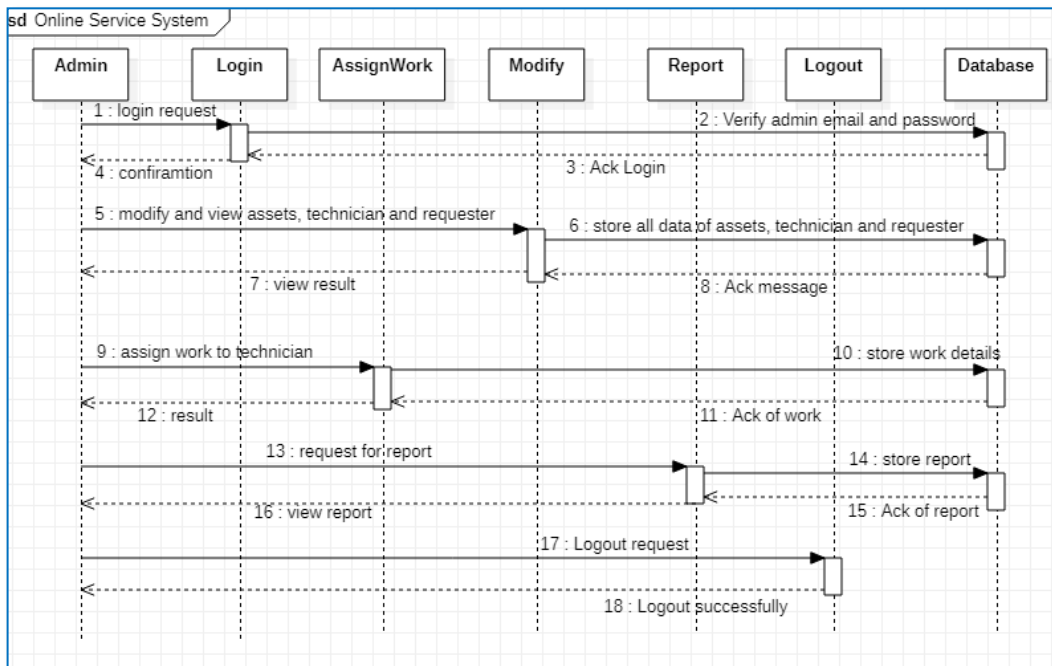 sd Online Service System
Admin
Login
AssignWork
Modify
Report
Logout
Database
1 : login request
2 : Verify admin email and password
3 : Ack Login
4 : confiramtion
5 : modify and view assets, technician and requester
6 : store all data of assets, technician and requester
7 : view result
8 : Ack message
9 : assign work to technician
10 : store work details
11 : Ack of work
12 : result
13 : request for report
14 : store report
15 : Ack of report
16 : view report
17 : Logout request
18 : Logout successfully